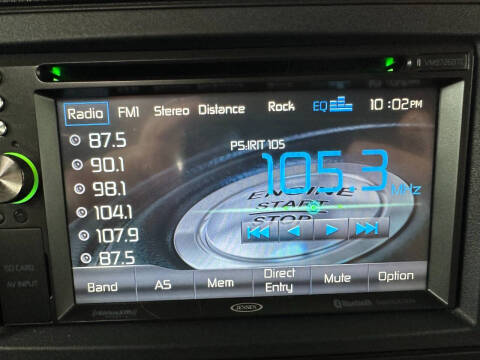 VM9726BTS
Radio FM1 Stereo Distance Rock EQ 10:02PM
87.5
90.1
98.1
104.1
107.9
87.5
PS:IRIT 105
105.3 MHz
ENGINE
START
STOP
Band AS Mem Direct Entry Mute Option
SD CARD
AV INPUT
SiriusXM
JENSEN
Bluetooth